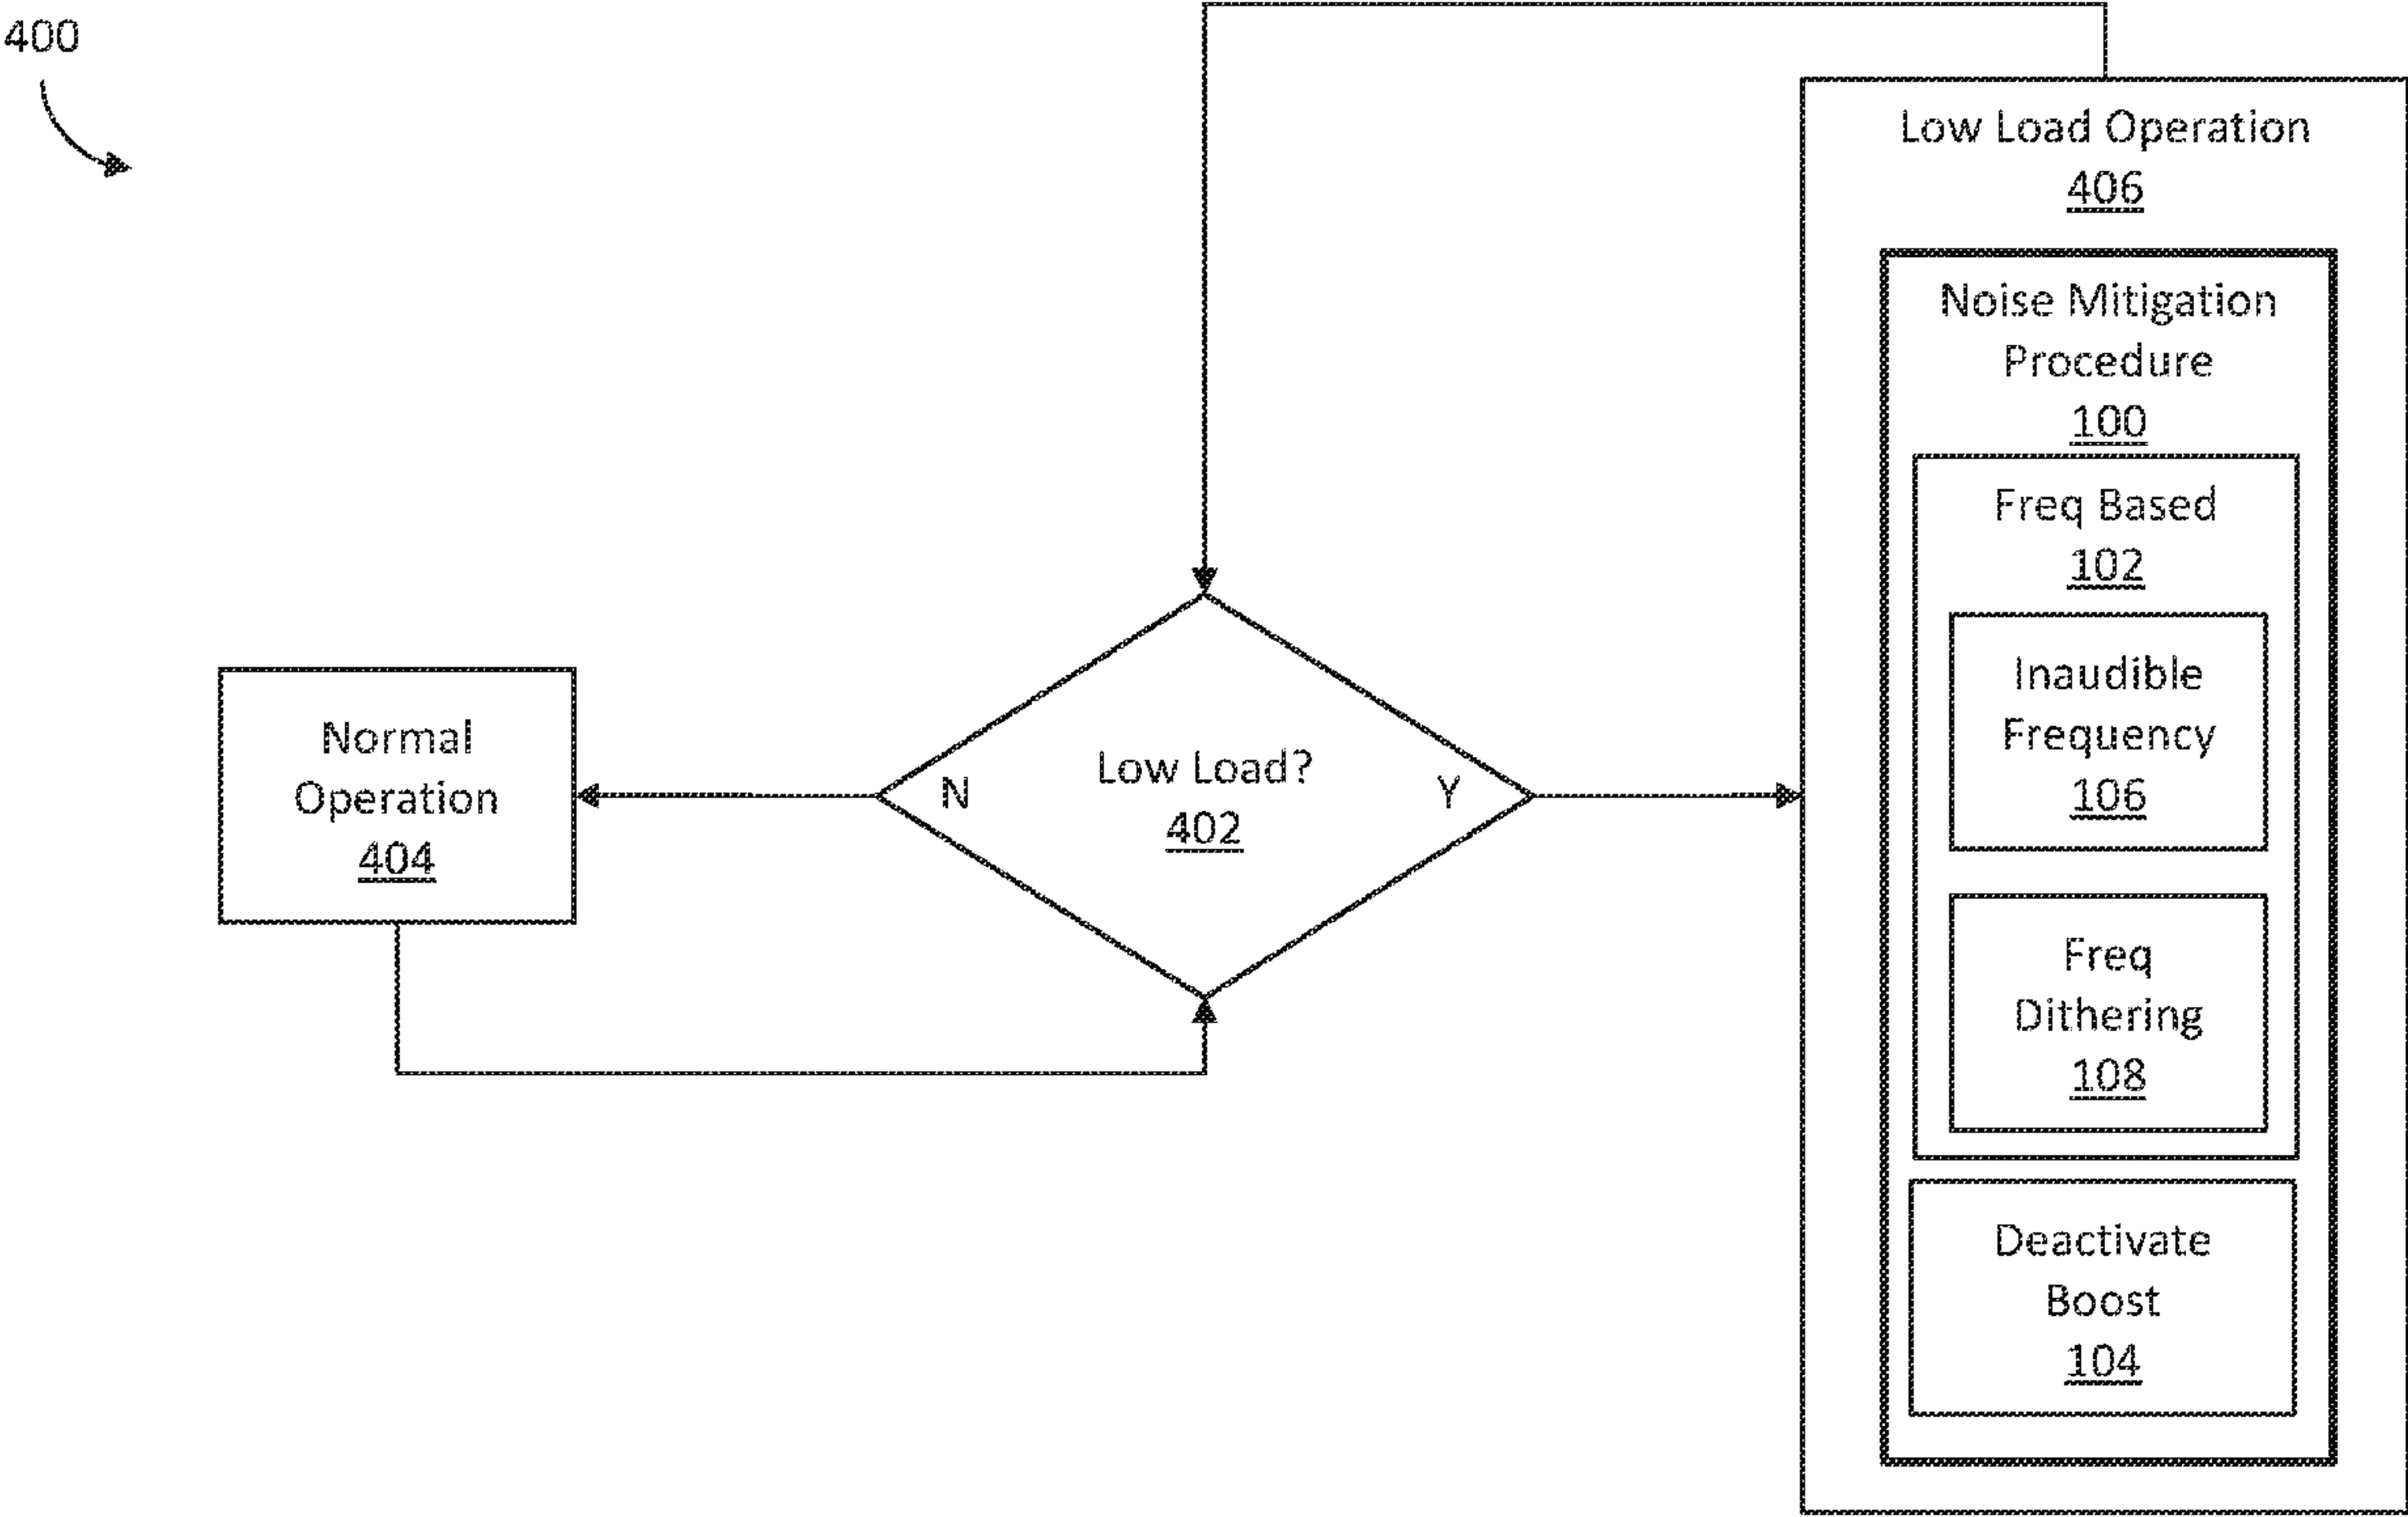 400
Low Load Operation
406
Noise Mitigation
Procedure
100
Freq Based
102
Inaudible
Frequency
106
Freq
Dithering
108
Deactivate
Boost
104
Low Load?
402
N
Y
Normal
Operation
404